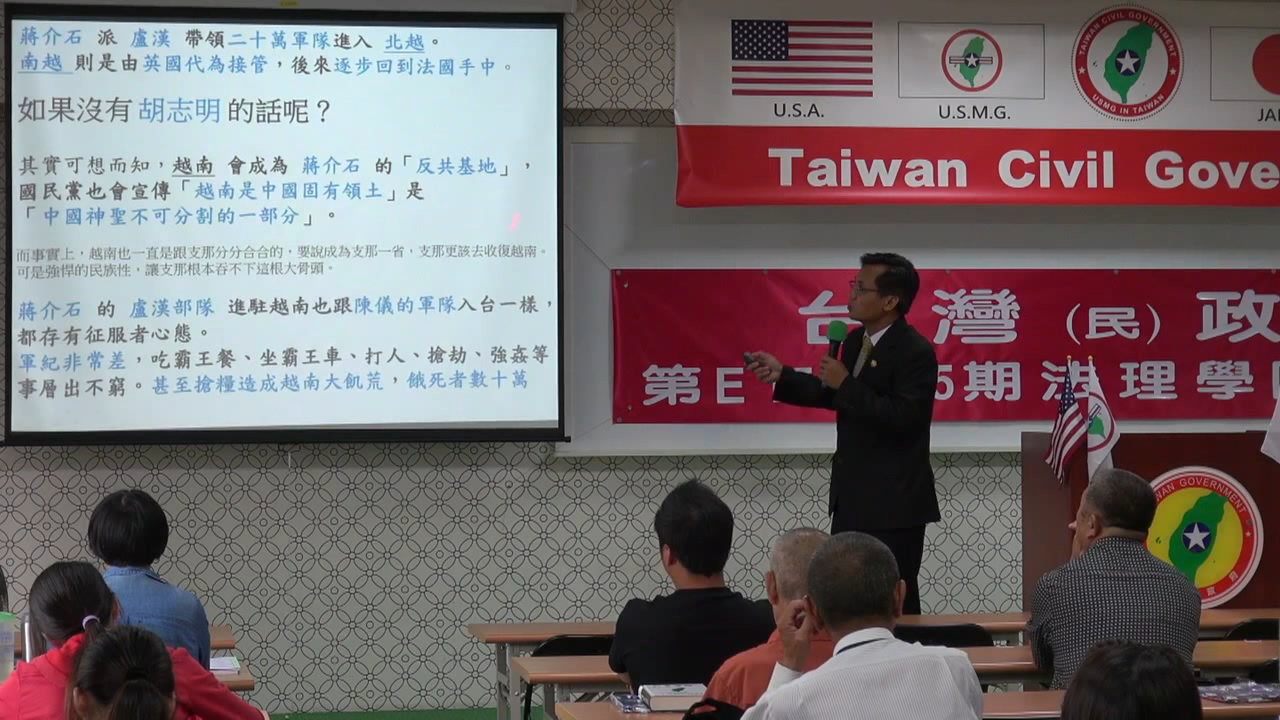 蔣介石 派 盧漢 帶領二十萬軍隊進入 北越。
南越 則是由英國代為接管，後來逐步回到法國手中。
如果沒有 胡志明 的話呢？
其實可想而知，越南 會成為 蔣介石 的「反共基地」，
國民黨也會宣傳「越南是中國固有領土」是
「中國神聖不可分割的一部分」。
而事實上，越南也一直是跟支那分分合合的，要說成為支那一省，支那更該去收復越南。
可是強悍的民族性，讓支那根本吞不下這根大骨頭。
蔣介石 的 盧漢部隊 進駐越南也跟陳儀的軍隊入台一樣，
都存有征服者心態。
軍紀非常差，吃霸王餐、坐霸王車、打人、搶劫、強姦等
事層出不窮。甚至搶糧造成越南大飢荒，餓死者數十萬
U.S.A.
U.S.M.G.
TAIWAN CIVIL GOVERNMENT
USMG IN TAIWAN
JA
Taiwan Civil Gove
台灣（民）政
第E 5期法理學
WAN GOVERNMENT